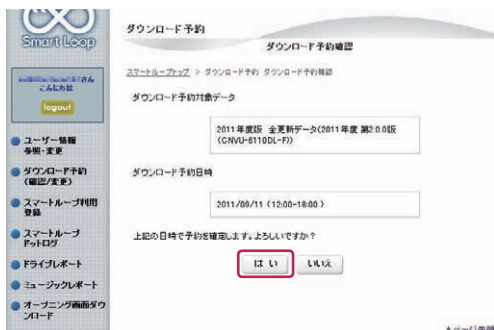 Smart Loop
さん
こんにちは
logout
ユーザー情報
参照・変更
ダウンロード予約
(確認/変更)
スマートループ利用
登録
スマートループ
ドットログ
ドライブレポート
ミュージックレポート
オープニング画面ダウ
ンロード
ダウンロード予約
ダウンロード予約確認
スマートループトップ > ダウンロード予約 ダウンロード予約確認
ダウンロード予約対象データ
2011年度版 全更新データ(2011年度 第2.0.0版
(CNVU-6110DL-F))
ダウンロード予約日時
2011/09/11 (12:00-18:00 )
上記の日時で予約を確定します。よろしいですか?
はい
いいえ